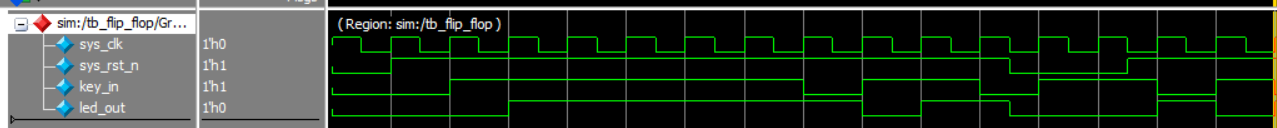 sim:/tb_flip_flop/Gr...
(Region: sim:/tb_flip_flop )
sys_clk 1'h0
sys_rst_n 1'h1
key_in 1'h1
led_out 1'h0